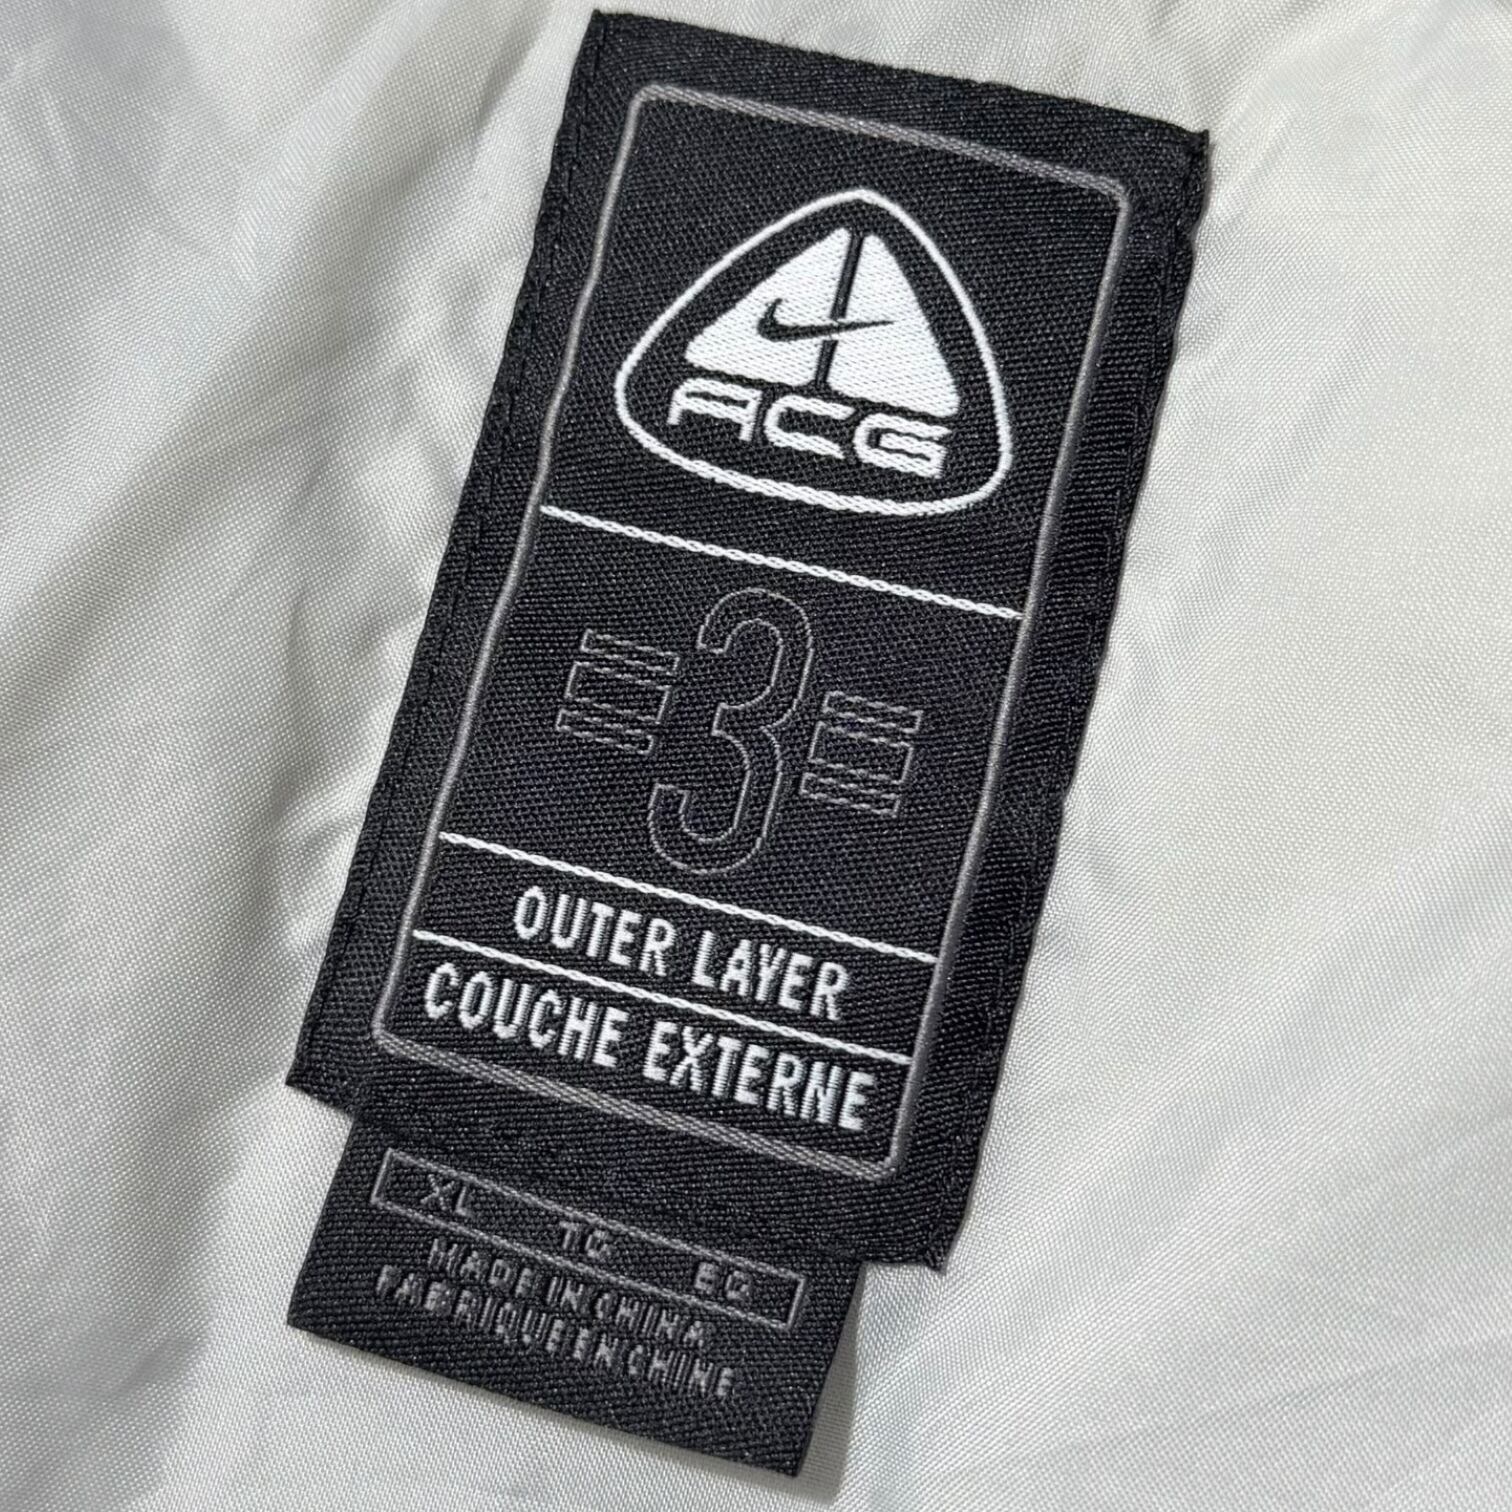 ACG
3
OUTER LAYER
COUCHE EXTERNE
XL TG EG
MADE IN CHINA
FABRIQUE EN CHINE